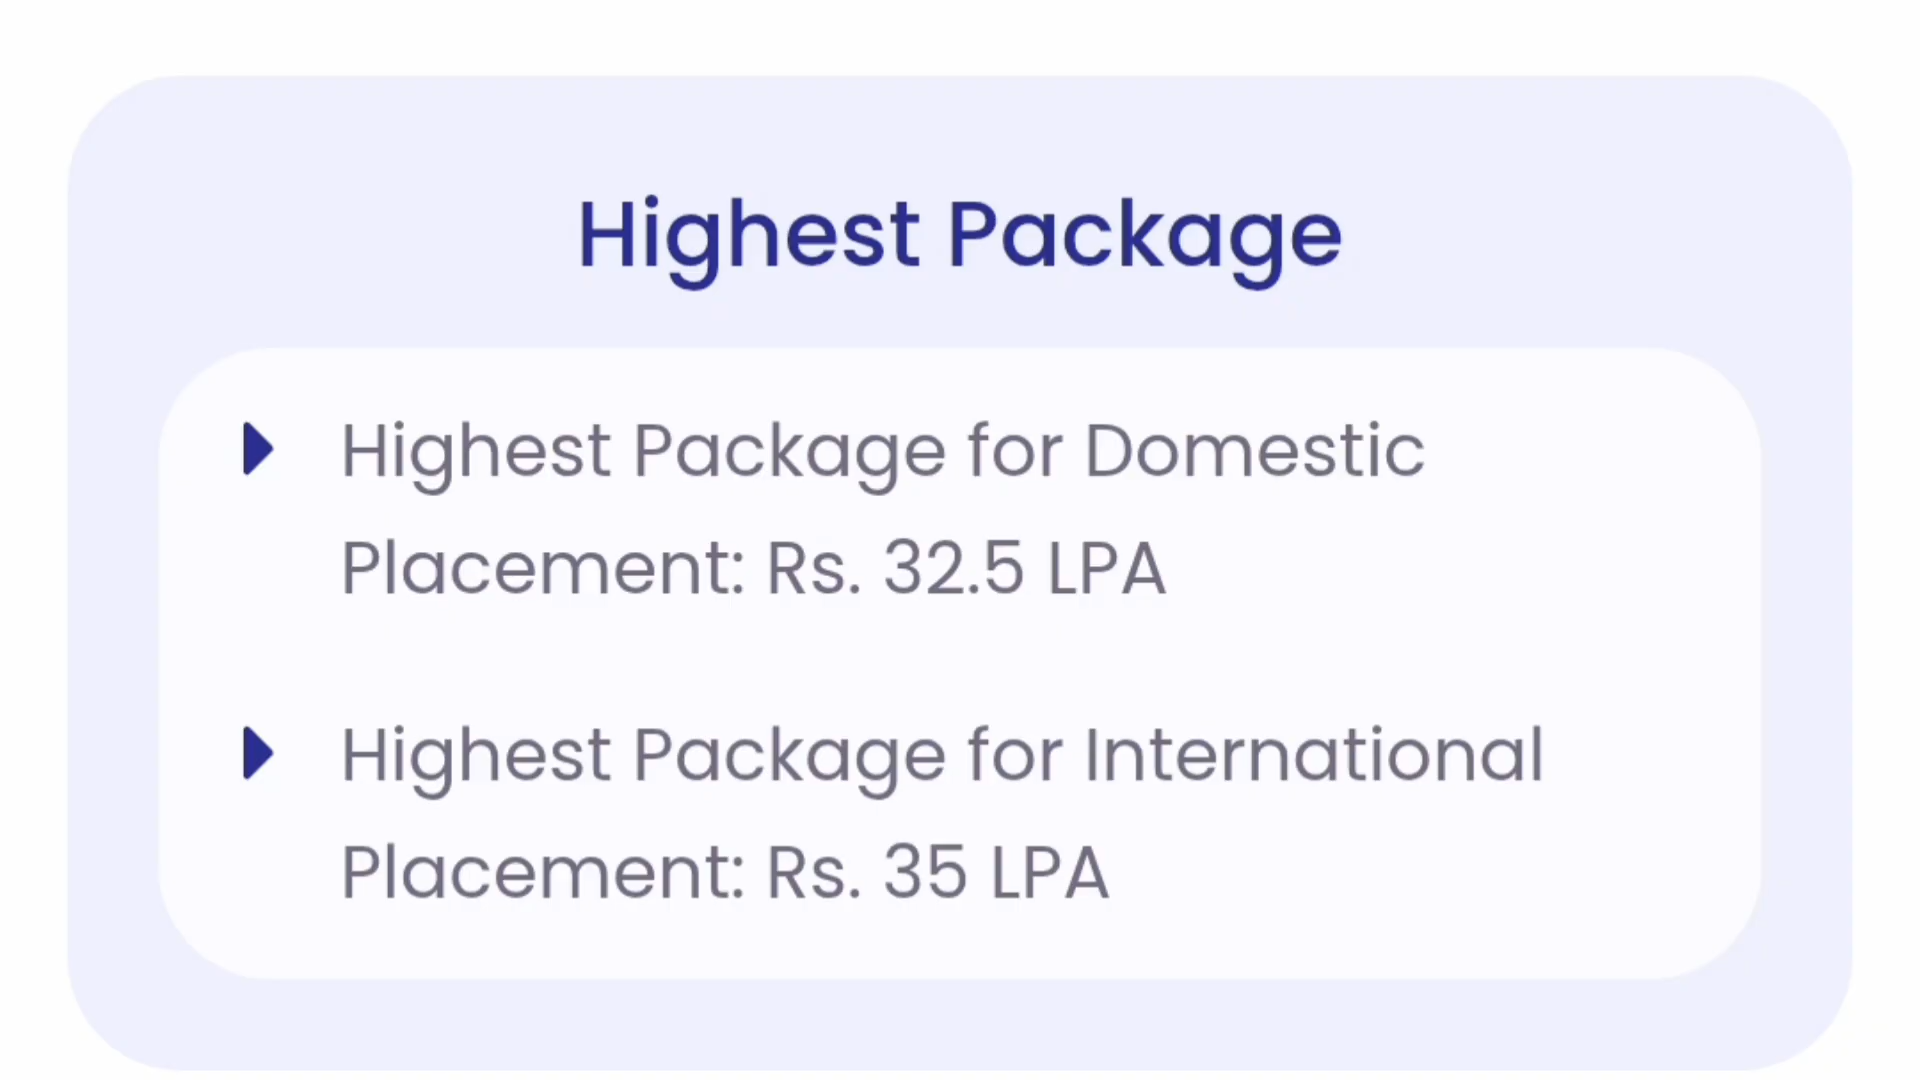 Highest Package
Highest Package for Domestic
Placement: Rs. 32.5 LPA
Highest Package for International
Placement: Rs. 35 LPA